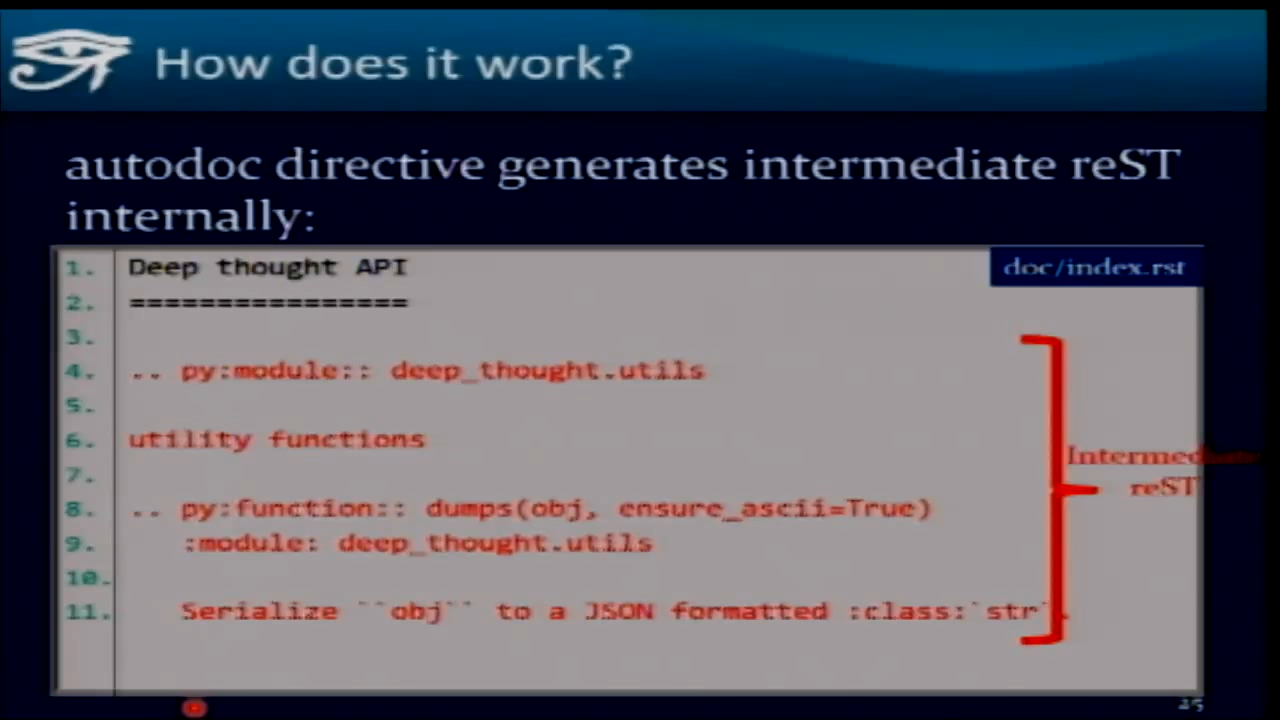 How does it work?
autodoc directive generates intermediate reST
internally:
doc/index.rst
1. Deep thought API
2. ================
3.
4. .. py:module:: deep_thought.utils
5.
6. utility functions
7.
8. .. py:function:: dumps(obj, ensure_ascii=True)
9. :module: deep_thought.utils
10.
11. Serialize ``obj`` to a JSON formatted :class:`str`.
Intermediate
reST
25